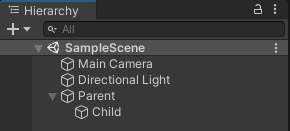 Hierarchy
All
SampleScene
Main Camera
Directional Light
Parent
Child